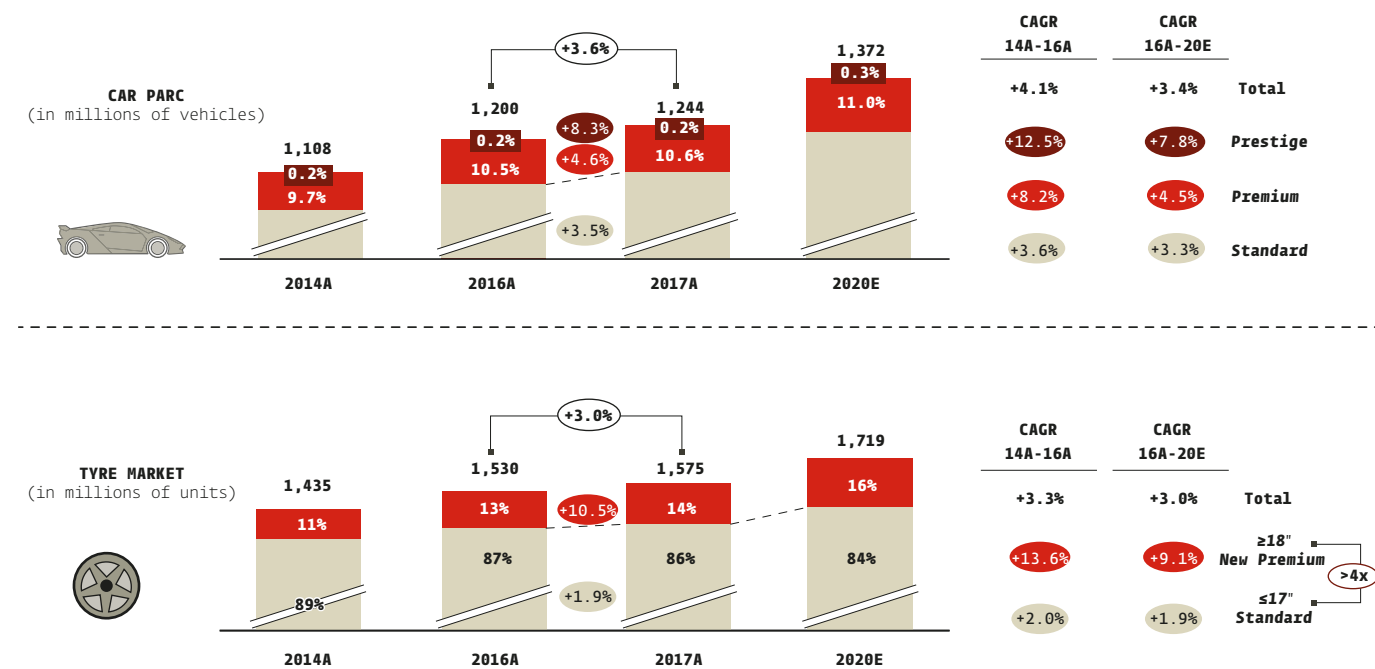 CAGR CAGR
14A-16A 16A-20E
+3.6%
1,372
0.3%
CAR PARC
(in millions of vehicles)
1,200
1,244
+4.1% +3.4% Total
11.0%
1,108
0.2%
+8.3%
0.2%
+12.5% +7.8% Prestige
0.2%
10.5%
+4.6%
10.6%
9.7%
+8.2% +4.5% Premium
+3.5%
+3.6% +3.3% Standard
2014A 2016A 2017A 2020E
+3.0%
CAGR CAGR
14A-16A 16A-20E
1,719
TYRE MARKET
(in millions of units)
1,435
1,530
1,575
16%
+3.3% +3.0% Total
11%
13%
+10.5%
14%
≥18"
+13.6% +9.1% New Premium
87% 86% 84%
>4x
89%
+1.9%
≤17"
+2.0% +1.9% Standard
2014A 2016A 2017A 2020E